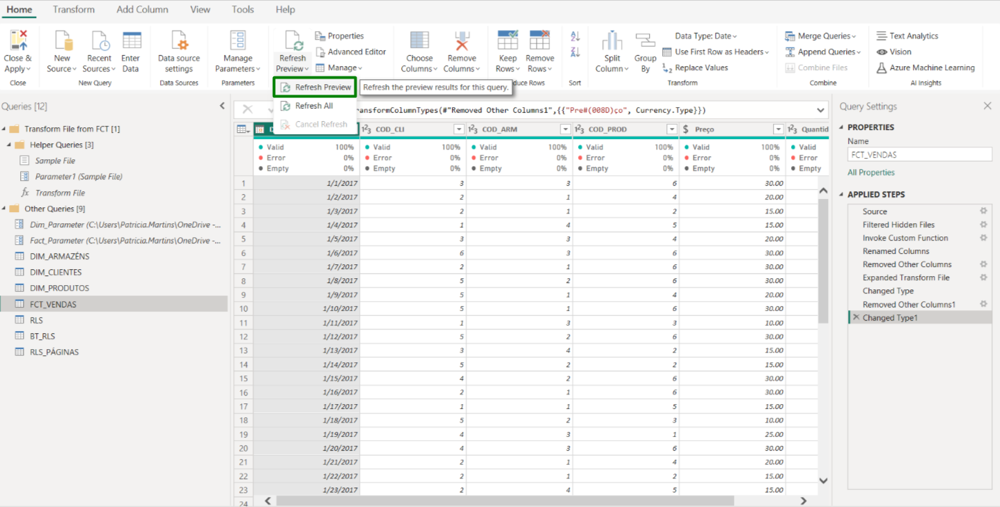 Home Transform Add Column View Tools Help
Close & Apply
New Source
Recent Sources
Enter Data
Data source settings
Manage Parameters
Refresh Preview
Properties
Advanced Editor
Manage
Choose Columns
Remove Columns
Keep Rows
Remove Rows
Split Column
Group By
Data Type: Date
Use First Row as Headers
Replace Values
Merge Queries
Append Queries
Combine Files
Text Analytics
Vision
Azure Machine Learning
Close New Query Data Sources Parameters duce Rows Sort Transform Combine AI Insights
Refresh Preview
Refresh All
Cancel Refresh
Refresh the preview results for this query.
Queries [12]
Transform File from FCT [1]
Helper Queries [3]
Sample File
Parameter1 (Sample File)
Transform File
Other Queries [9]
Dim_Parameter (C:\Users\Patricia.Martins\OneDrive -...
Fact_Parameter (C:\Users\Patricia.Martins\OneDrive -...
DIM_ARMAZÉNS
DIM_CLIENTES
DIM_PRODUTOS
FCT_VENDAS
RLS
BT_RLS
RLS_PÁGINAS
ransformColumnTypes(#"Removed Other Columns1",{{"Pre#(008D)ço", Currency.Type}})
D 123 COD_CLI 123 COD_ARM 123 COD_PROD $ Preço 123 Quantid
Valid 100% Valid 100% Valid 100% Valid 100% Valid 100% Valid
Error 0% Error 0% Error 0% Error 0% Error 0% Error
Empty 0% Empty 0% Empty 0% Empty 0% Empty 0% Empty
1 1/1/2017 3 3 6 30.00
2 1/2/2017 2 1 4 20.00
3 1/3/2017 2 1 2 15.00
4 1/4/2017 1 4 5 15.00
5 1/5/2017 3 3 4 20.00
6 1/6/2017 6 3 6 30.00
7 1/7/2017 2 1 6 30.00
8 1/8/2017 5 2 6 30.00
9 1/9/2017 5 1 4 20.00
10 1/10/2017 5 1 6 30.00
11 1/11/2017 1 3 3 10.00
12 1/12/2017 5 2 6 30.00
13 1/13/2017 3 4 2 15.00
14 1/14/2017 5 2 2 15.00
15 1/15/2017 4 2 6 30.00
16 1/16/2017 2 1 6 30.00
17 1/17/2017 1 1 5 15.00
18 1/18/2017 5 2 3 10.00
19 1/19/2017 4 3 1 25.00
20 1/20/2017 4 3 6 30.00
21 1/21/2017 2 1 4 20.00
22 1/22/2017 2 1 2 15.00
23 1/23/2017 2 4 5 15.00
24
Query Settings
PROPERTIES
Name
FCT_VENDAS
All Properties
APPLIED STEPS
Source
Filtered Hidden Files
Invoke Custom Function
Renamed Columns
Removed Other Columns
Expanded Transform File
Changed Type
Removed Other Columns1
Changed Type1